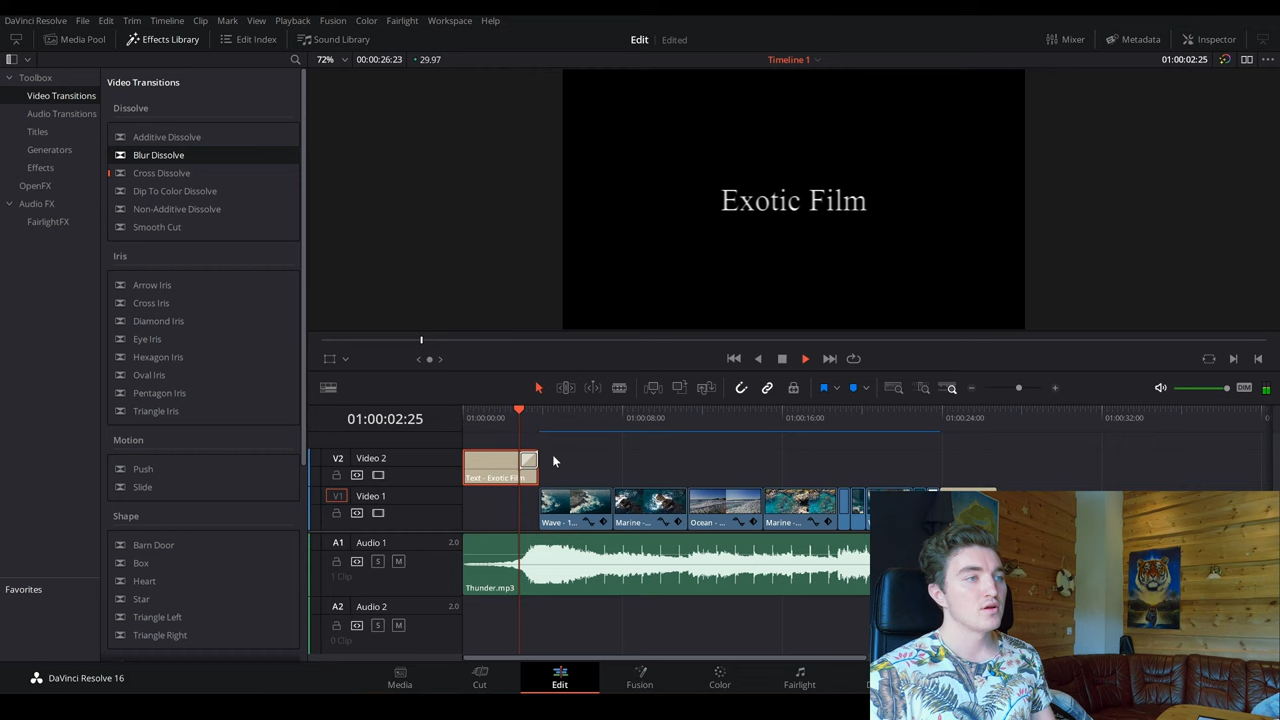 DaVinci Resolve File Edit Trim Timeline Clip Mark View Playback Fusion Color Fairlight Workspace Help
Media Pool Effects Library Edit Index Sound Library Edit Edited Mixer Metadata Inspector
72% 00:00:26:23 29.97 Timeline 1 01:00:02:25
Toolbox
Video Transitions
Audio Transitions
Titles
Generators
Effects
OpenFX
Audio FX
FairlightFX
Favorites
Video Transitions
Dissolve
Additive Dissolve
Blur Dissolve
Cross Dissolve
Dip To Color Dissolve
Non-Additive Dissolve
Smooth Cut
Iris
Arrow Iris
Cross Iris
Diamond Iris
Eye Iris
Hexagon Iris
Oval Iris
Pentagon Iris
Triangle Iris
Motion
Push
Slide
Shape
Barn Door
Box
Heart
Star
Triangle Left
Triangle Right
Exotic Film
DIM
01:00:02:25 01:00:00:00 01:00:08:00 01:00:16:00 01:00:24:00 01:00:32:00
V2 Video 2
Text - Exotic Film
V1 Video 1
Wave - 1... Marine -... Ocean -... Marine -...
A1 Audio 1 2.0
S M
1 Clip
Thunder.mp3
A2 Audio 2 2.0
S M
0 Clip
DaVinci Resolve 16 Media Cut Edit Fusion Color Fairlight